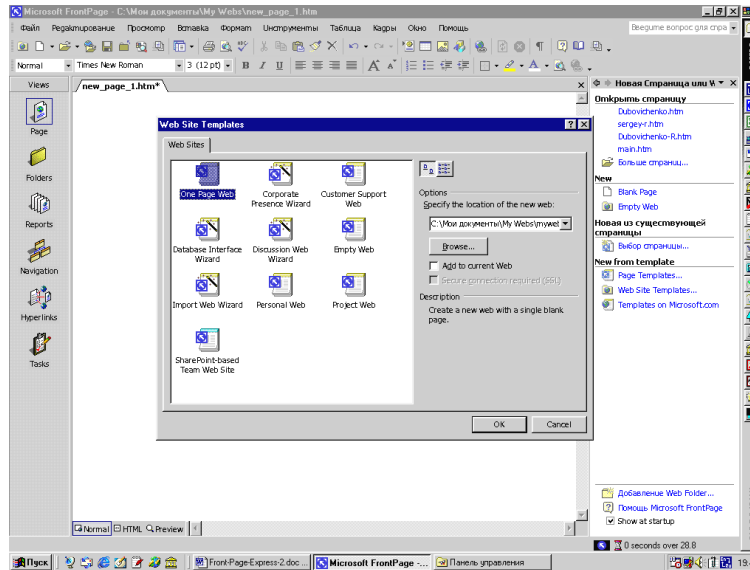 Microsoft FrontPage - C:\Мои документы\My Webs\new_page_1.htm
Файл Редактирование Просмотр Вставка Формат Инструменты Таблица Кадры Окно Помощь
Введите вопрос для спра
Normal Times New Roman 3 (12 pt)
Views
/new_page_1.htm*\
Новая Страница или W
Page
Folders
Reports
Navigation
Hyperlinks
Tasks
Web Site Templates
Web Sites
One Page Web
Corporate
Presence Wizard
Customer Support
Web
Database Interface
Wizard
Discussion Web
Wizard
Empty Web
Import Web Wizard
Personal Web
Project Web
SharePoint-based
Team Web Site
Options
Specify the location of the new web:
C:\Мои документы\My Webs\mywel
Browse...
Add to current Web
Secure connection required (SSL)
Description
Create a new web with a single blank
page.
OK
Cancel
Открыть страницу
Dubovichenko.htm
sergey-r.htm
Dubovichenko-R.htm
main.htm
Больше страниц...
New
Blank Page
Empty Web
Новая из существующей
страницы
Выбор страницы...
New from template
Page Templates...
Web Site Templates...
Templates on Microsoft.com
Добавление Web Folder...
Помощь Microsoft FrontPage
Show at startup
Normal HTML Preview
0 seconds over 28.8
Пуск
Front-Page-Express-2.doc ...
Microsoft FrontPage - ...
Панель управления
19: